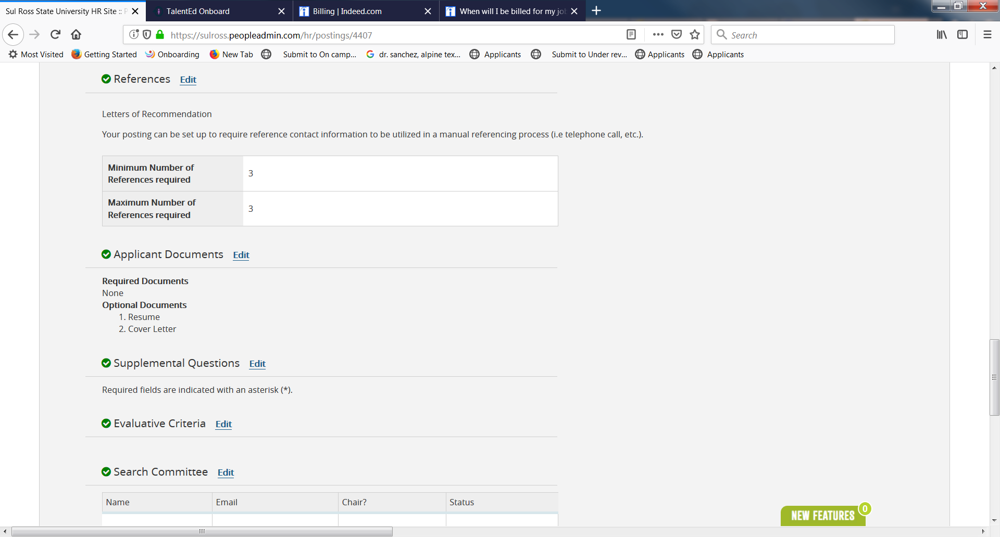 Sul Ross State University HR Site :: P
TalentEd Onboard
Billing | Indeed.com
When will I be billed for my job
https://sulross.peopleadmin.com/hr/postings/4407
Search
Most Visited
Getting Started
Onboarding
New Tab
Submit to On camp...
dr. sanchez, alpine tex...
Applicants
Submit to Under rev...
Applicants
Applicants
References Edit
Letters of Recommendation
Your posting can be set up to require reference contact information to be utilized in a manual referencing process (i.e telephone call, etc.).
Minimum Number of
References required
3
Maximum Number of
References required
3
Applicant Documents Edit
Required Documents
None
Optional Documents
1. Resume
2. Cover Letter
Supplemental Questions Edit
Required fields are indicated with an asterisk (*).
Evaluative Criteria Edit
Search Committee Edit
Name Email Chair? Status
NEW FEATURES 0